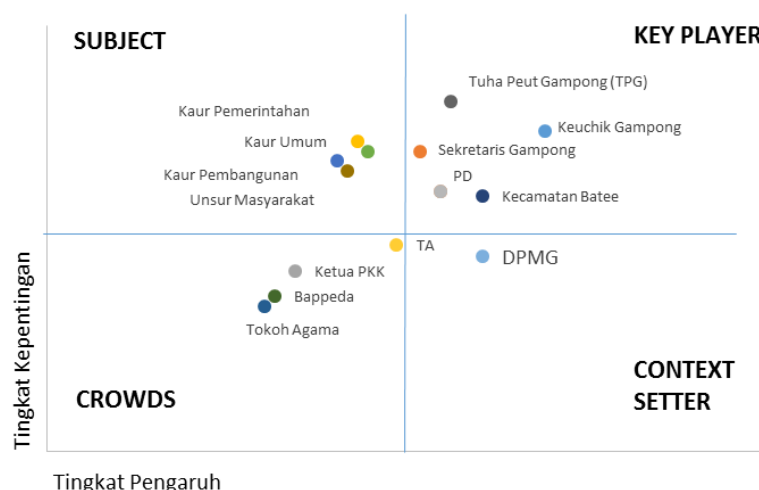 SUBJECT
KEY PLAYER
Tuha Peut Gampong (TPG)
Kaur Pemerintahan
Keuchik Gampong
Kaur Umum
Sekretaris Gampong
Kaur Pembangunan
PD
Unsur Masyarakat
Kecamatan Batee
TA
DPMG
Ketua PKK
Bappeda
Tokoh Agama
Tingkat Kepentingan
CROWDS
CONTEXT
SETTER
Tingkat Pengaruh